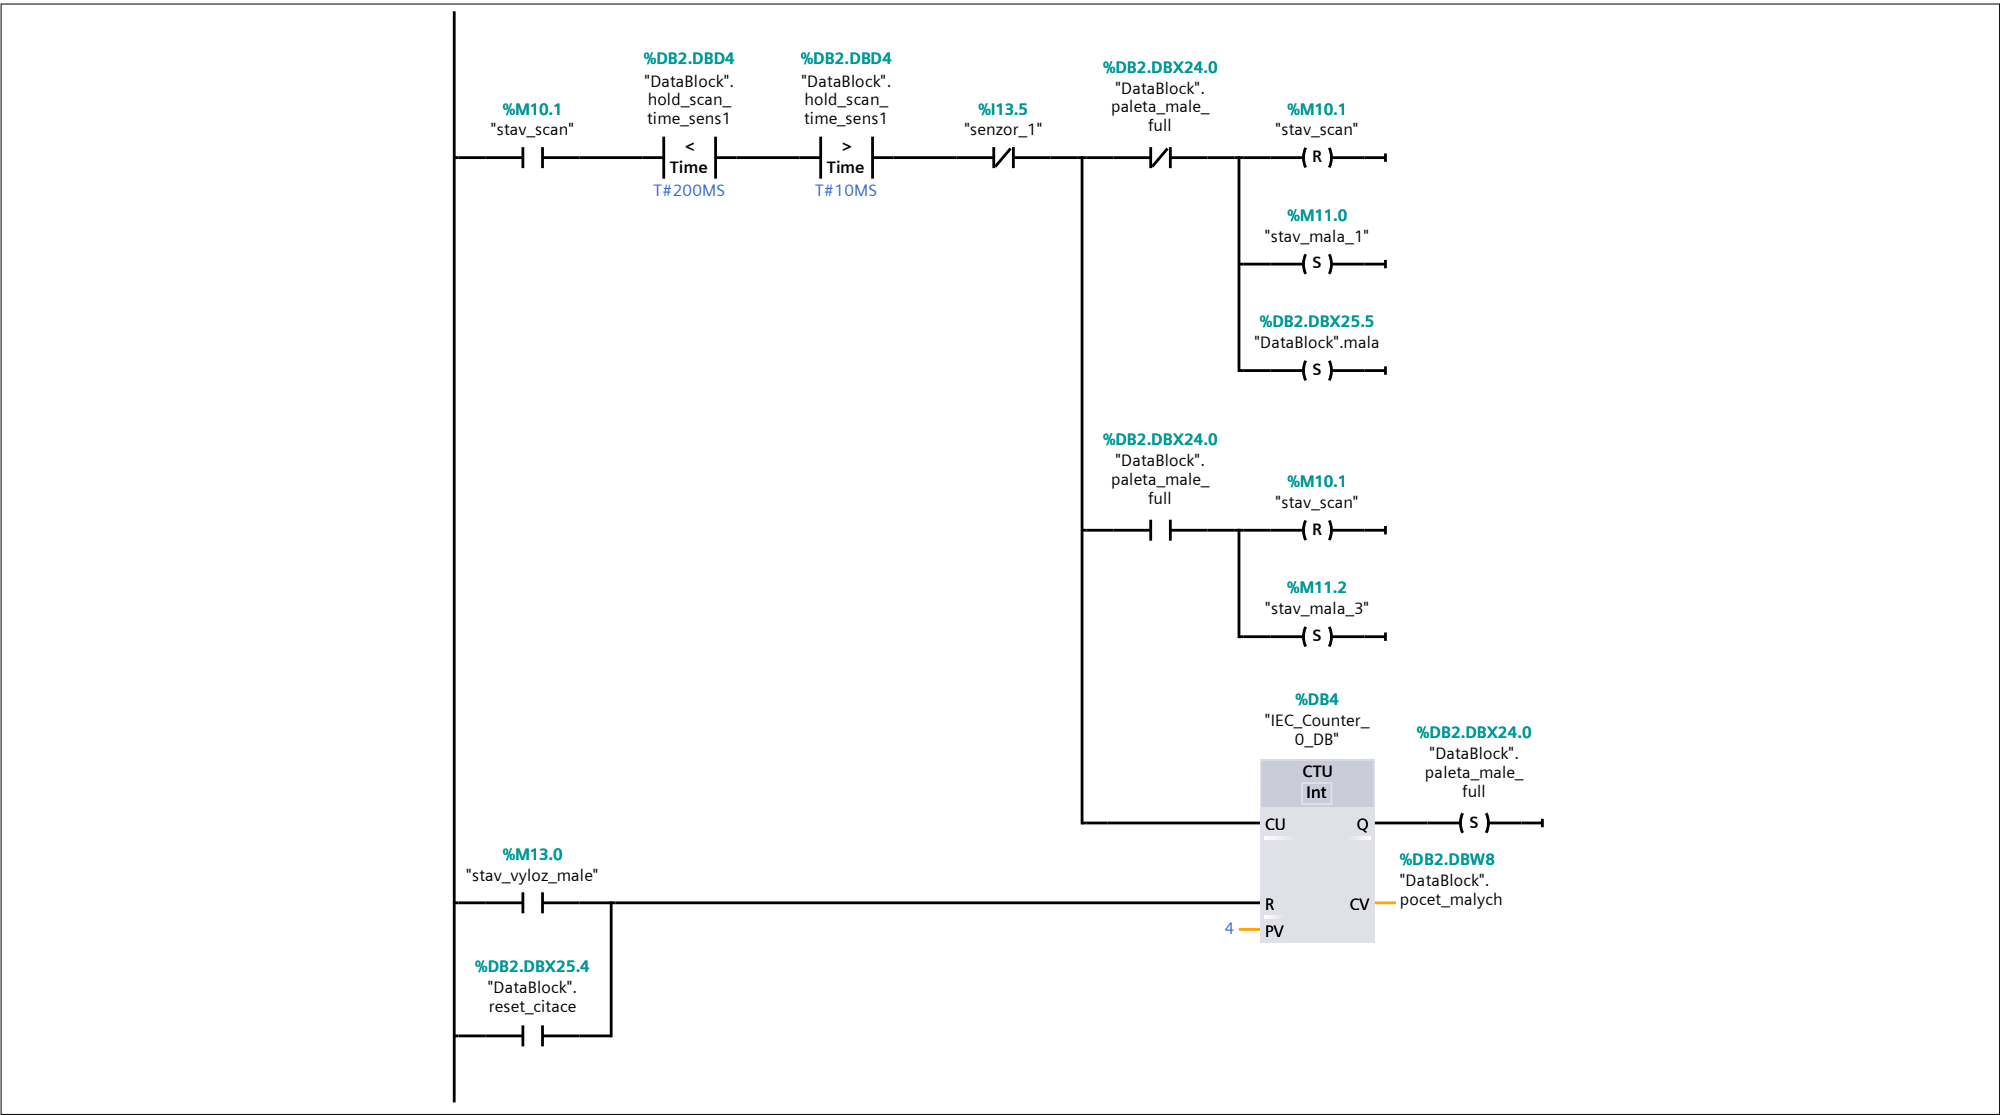 %DB2.DBD4
"DataBlock".
hold_scan_
time_sens1
%DB2.DBD4
"DataBlock".
hold_scan_
time_sens1
%DB2.DBX24.0
"DataBlock".
paleta_male_
full
%M10.1
"stav_scan"
<
Time
T#200MS
>
Time
T#10MS
%I13.5
"senzor_1"
%M10.1
"stav_scan"
R
%M11.0
"stav_mala_1"
S
%DB2.DBX25.5
"DataBlock".mala
S
%DB2.DBX24.0
"DataBlock".
paleta_male_
full
%M10.1
"stav_scan"
R
%M11.2
"stav_mala_3"
S
%DB4
"IEC_Counter_
0_DB"
CTU
Int
CU
Q
%DB2.DBX24.0
"DataBlock".
paleta_male_
full
S
%M13.0
"stav_vyloz_male"
R
CV
%DB2.DBW8
"DataBlock".
pocet_malych
4
PV
%DB2.DBX25.4
"DataBlock".
reset_citace